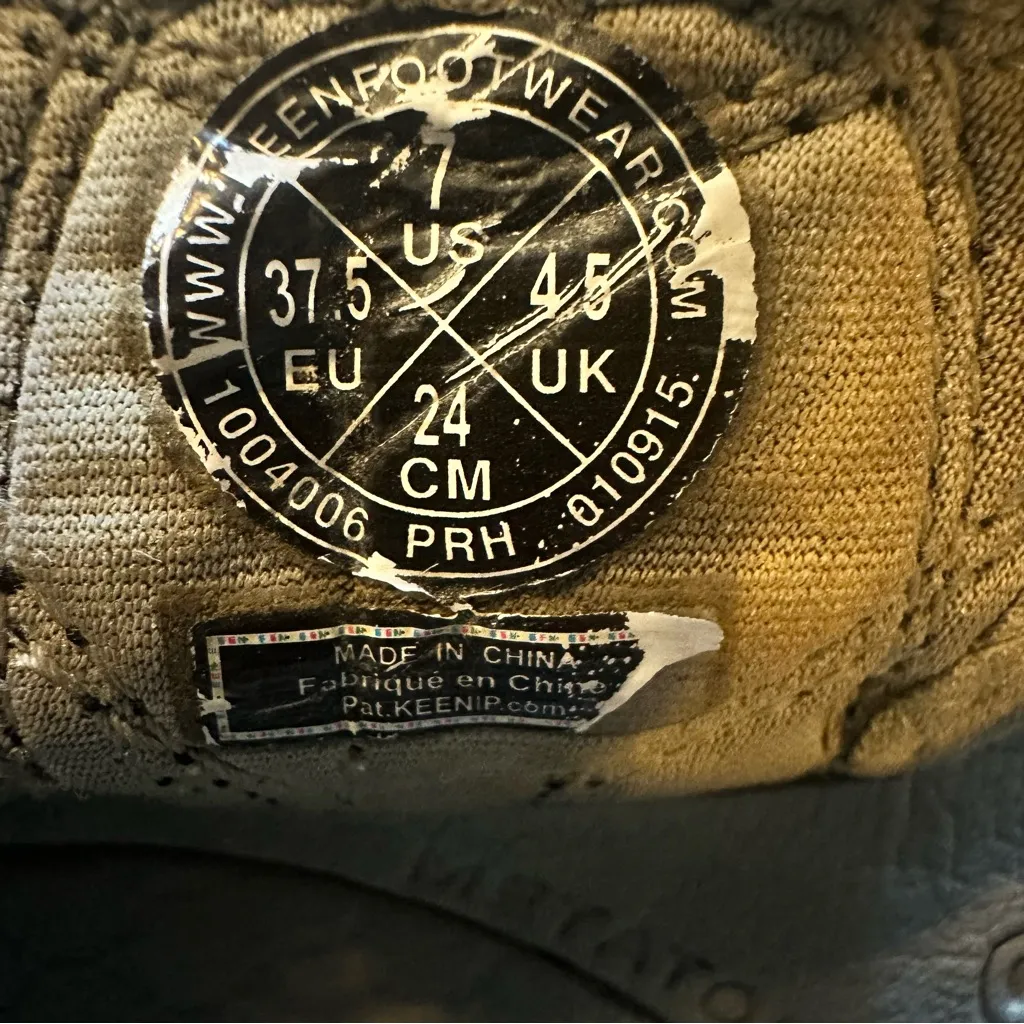 WWW.KEENFOOTWEAR.COM
7
US
37.5
EU
4.5
UK
24
CM
1004006 PRH 010915.
MADE IN CHINA
Fabriqué en Chine
Pat.KEENIP.com